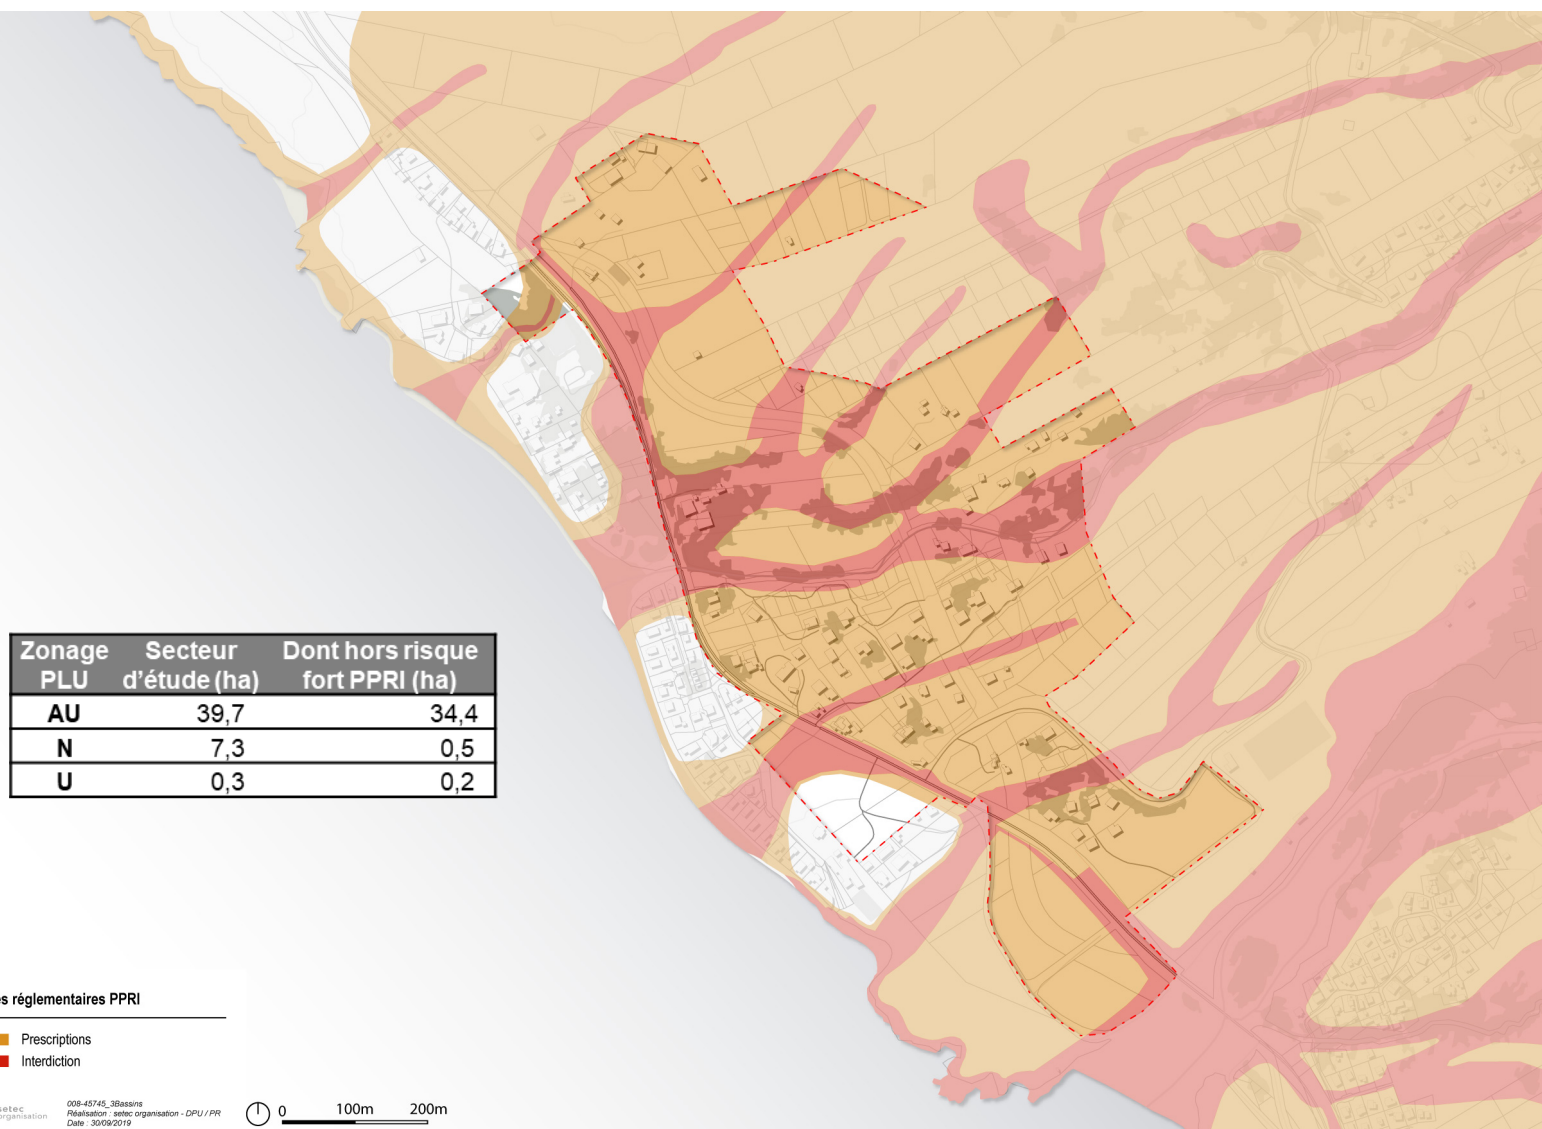 Zonage Secteur Dont hors risque
PLU d'étude (ha) fort PPRI (ha)
AU 39,7 34,4
N 7,3 0,5
U 0,3 0,2
es réglementaires PPRI
Prescriptions
Interdiction
setec
organisation
008-45745_3Bassins
Réalisation : setec organisation - DPU / PR
Date : 30/09/2019
0 100m 200m